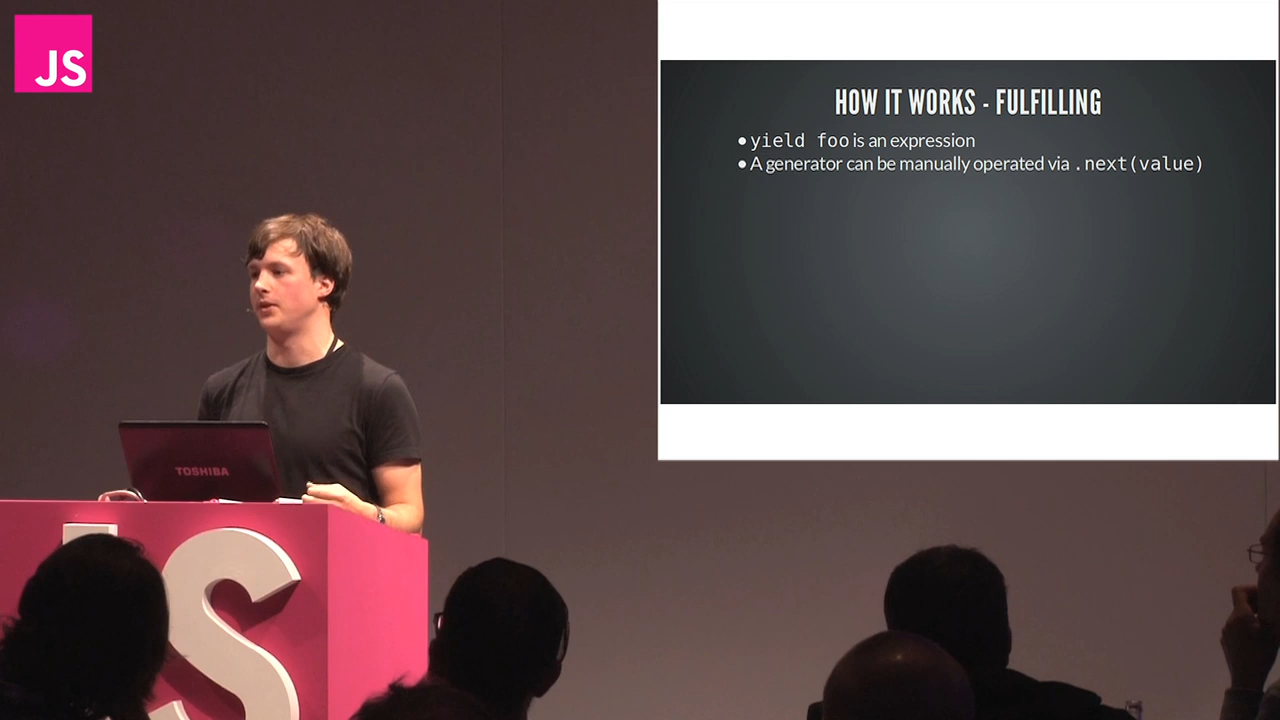 JS
HOW IT WORKS - FULFILLING
• yield foo is an expression
• A generator can be manually operated via .next(value)
TOSHIBA
JS